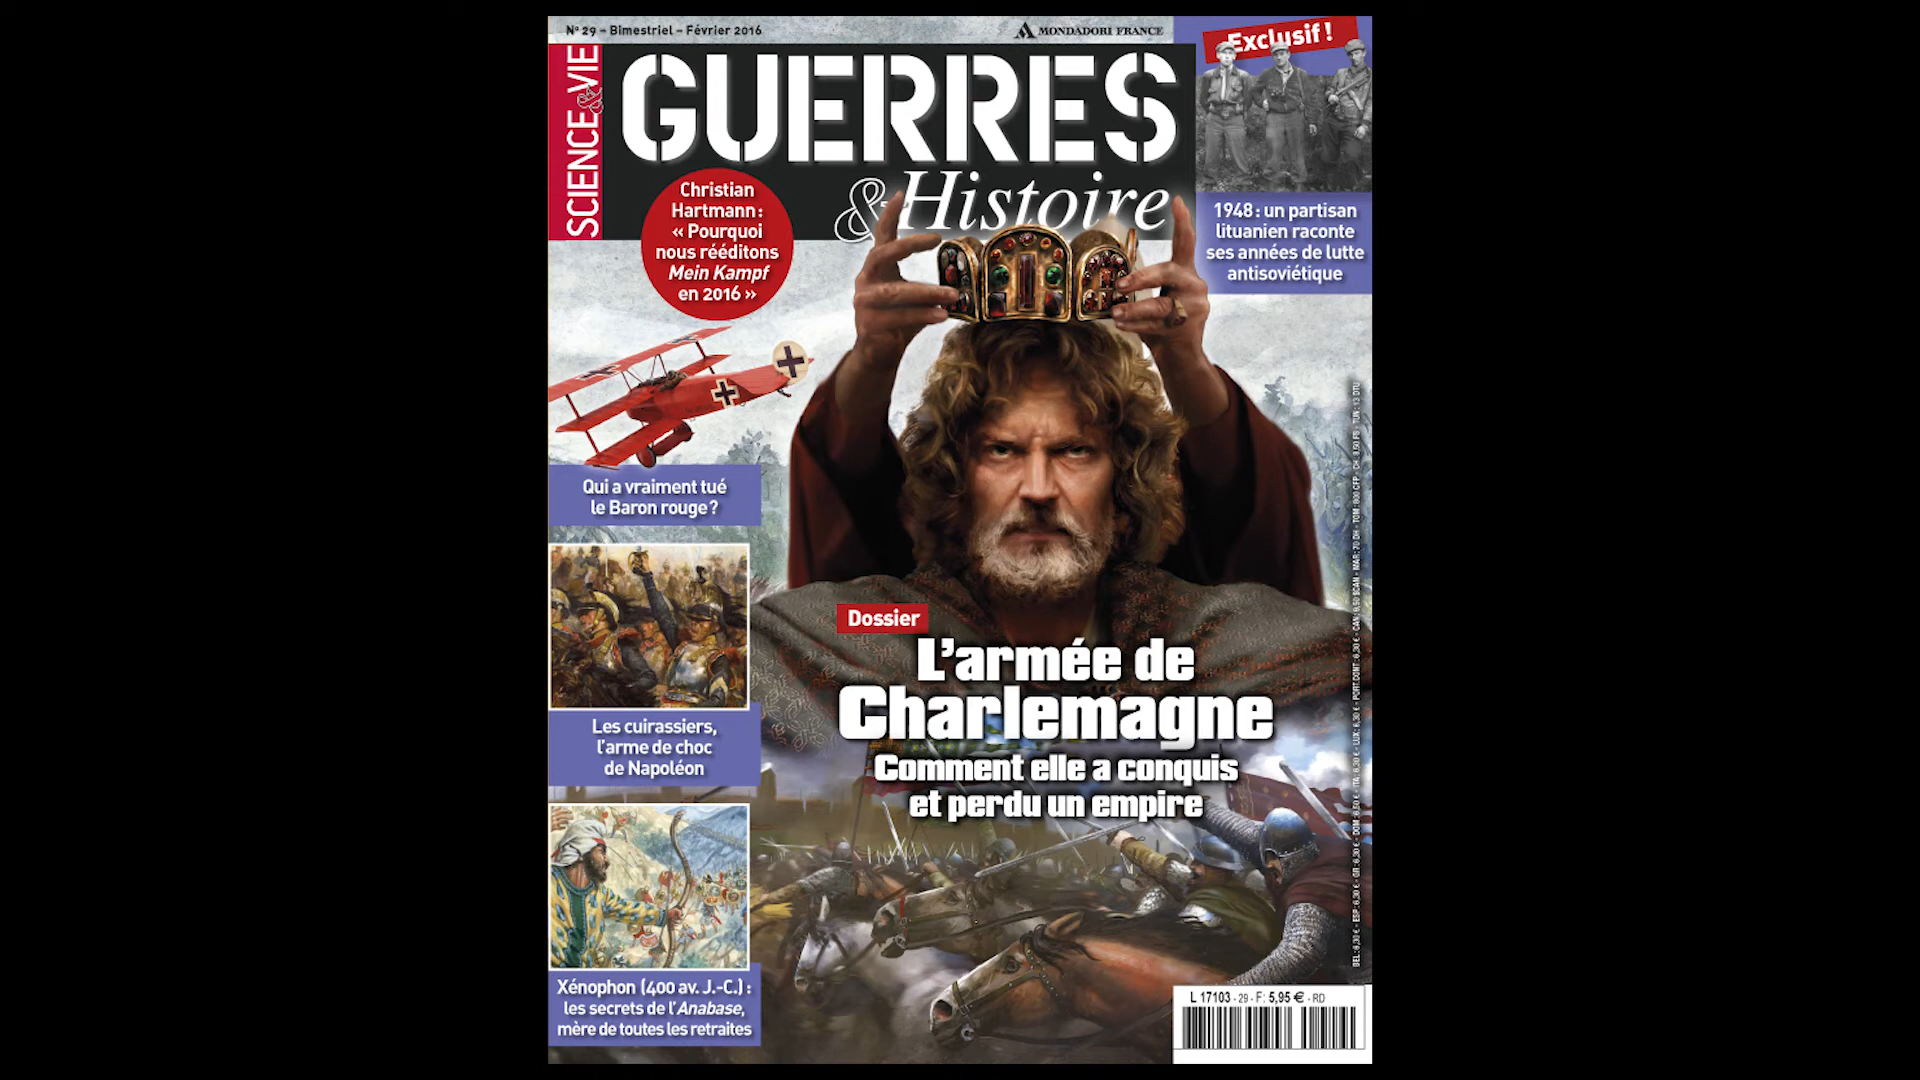 N° 29 – Bimestriel – Février 2016
MONDADORI FRANCE
Exclusif !
SCIENCE & VIE
GUERRES
& Histoire
Christian
Hartmann :
« Pourquoi
nous rééditons
Mein Kampf
en 2016 »
1948 : un partisan
lituanien raconte
ses années de lutte
antisoviétique
Qui a vraiment tué
le Baron rouge ?
Les cuirassiers,
l'arme de choc
de Napoléon
Dossier
L'armée de
Charlemagne
Comment elle a conquis
et perdu un empire
Xénophon (400 av. J.-C.) :
les secrets de l'Anabase,
mère de toutes les retraites
L 17103 - 29 - F: 5,95 € - RD